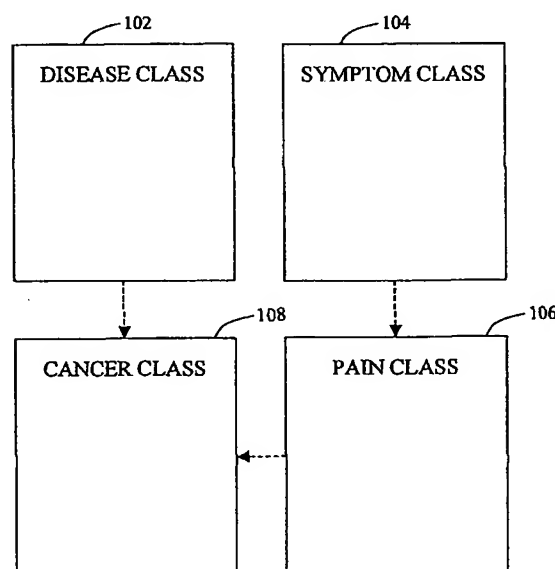 102
104
DISEASE CLASS
SYMPTOM CLASS
108
106
CANCER CLASS
PAIN CLASS